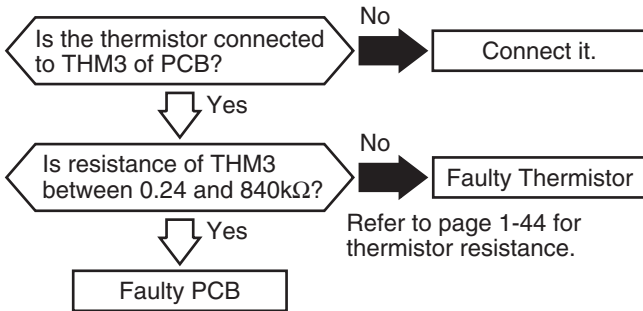 Is the thermistor connected
to THM3 of PCB?
No
Connect it.
Yes
Is resistance of THM3
between 0.24 and 840kΩ?
No
Faulty Thermistor
Refer to page 1-44 for
thermistor resistance.
Yes
Faulty PCB